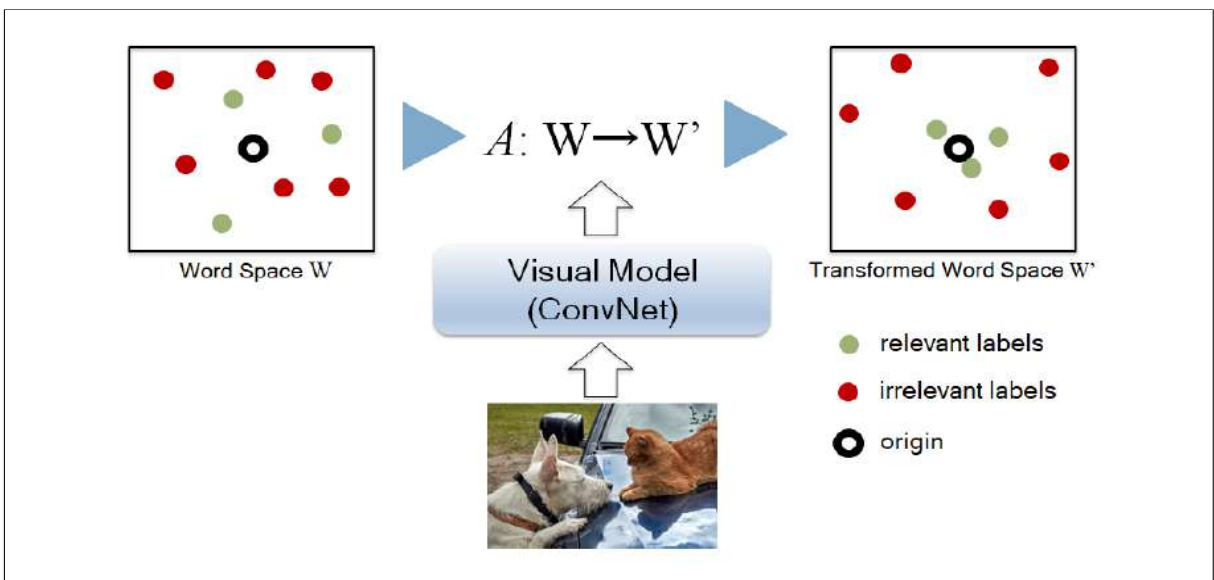 A: W→W’
Word Space W
Transformed Word Space W’
Visual Model
(ConvNet)
relevant labels
irrelevant labels
origin